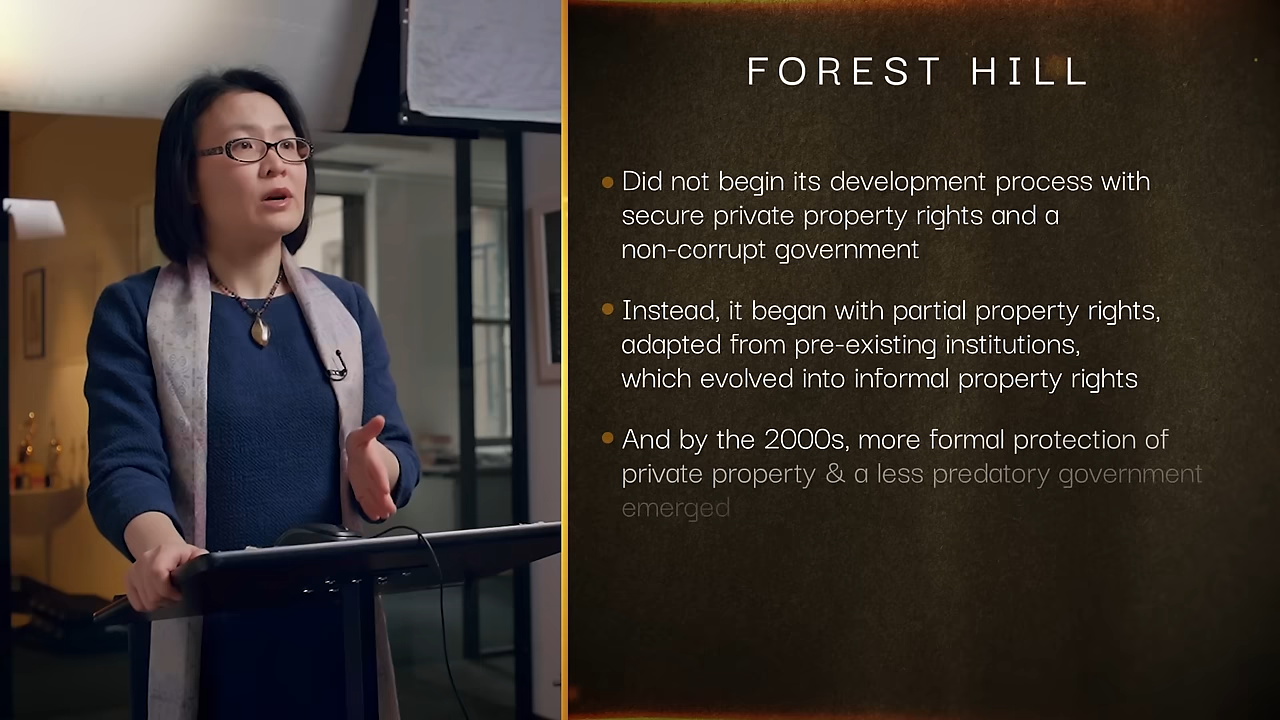 FOREST HILL
Did not begin its development process with
secure private property rights and a
non-corrupt government
Instead, it began with partial property rights,
adapted from pre-existing institutions,
which evolved into informal property rights
And by the 2000s, more formal protection of
private property & a less predatory government
emerged